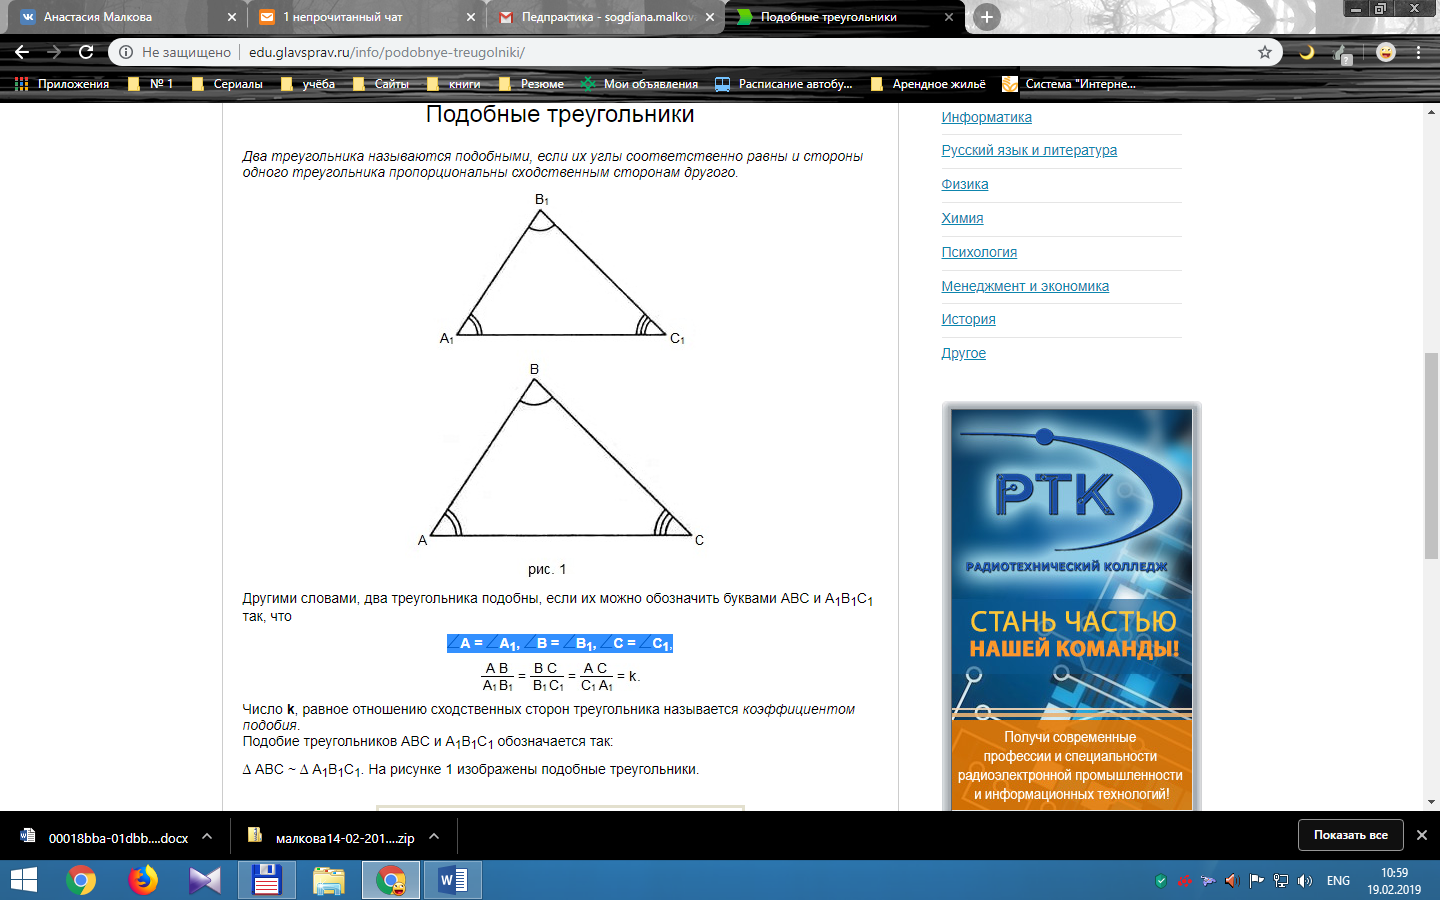 Анастасия Малкова
1 непрочитанный чат
Педпрактика - sogdiana.malkova
Подобные треугольники
Не защищено
edu.glavsprav.ru/info/podobnye-treugolniki/
Приложения
№ 1
Сериалы
учёба
Сайты
книги
Резюме
Мои объявления
Расписание автобу...
Арендное жильё
Система "Интерне...
Подобные треугольники
Два треугольника называются подобными, если их углы соответственно равны и стороны
одного треугольника пропорциональны сходственным сторонам другого.
B1
A1
C1
B
A
C
рис. 1
Другими словами, два треугольника подобны, если их можно обозначить буквами ABC и A1B1C1
так, что
∠A = ∠A1, ∠B = ∠B1, ∠C = ∠C1,
A B / A1 B1 = B C / B1 C1 = A C / C1 A1 = k.
Число k, равное отношению сходственных сторон треугольника называется коэффициентом
подобия.
Подобие треугольников ABC и A1B1C1 обозначается так:
Δ ABC ~ Δ A1B1C1. На рисунке 1 изображены подобные треугольники.
Информатика
Русский язык и литература
Физика
Химия
Психология
Менеджмент и экономика
История
Другое
РТК
РАДИОТЕХНИЧЕСКИЙ КОЛЛЕДЖ
СТАНЬ ЧАСТЬЮ
НАШЕЙ КОМАНДЫ!
Получи современные
профессии и специальности
радиоэлектронной промышленности
и информационных технологий!
00018bba-01dbb....docx
малкова14-02-201....zip
Показать все
ENG
10:59
19.02.2019